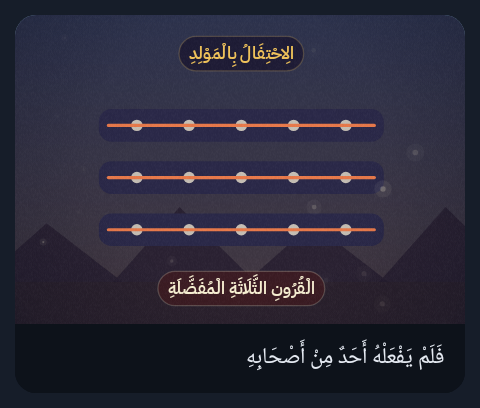 الِاحْتِفَالُ بِالْمَوْلِدِ
الْقُرُونِ الثَّلَاثَةِ الْمُفَضَّلَةِ
فَلَمْ يَفْعَلْهُ أَحَدٌ مِنْ أَصْحَابِهِ